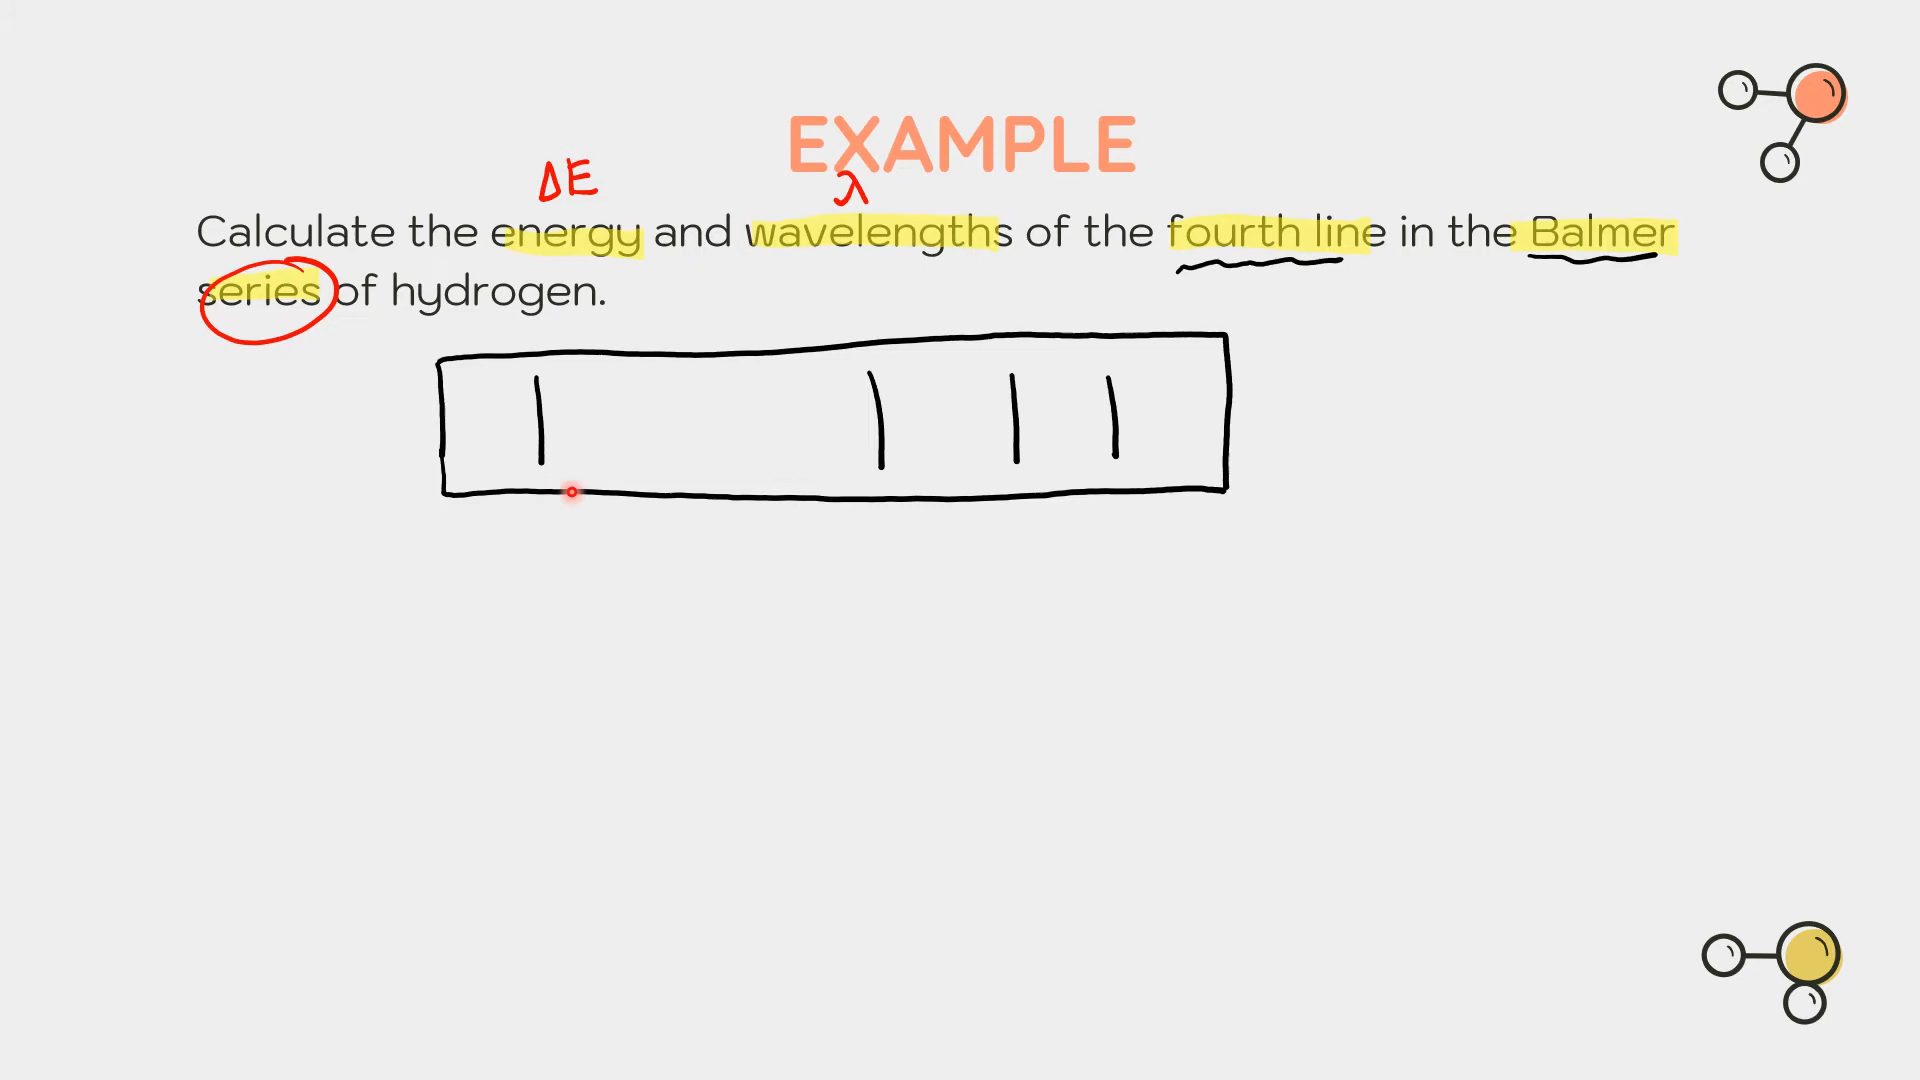 EXAMPLE
ΔE λ
Calculate the energy and wavelengths of the fourth line in the Balmer
series of hydrogen.